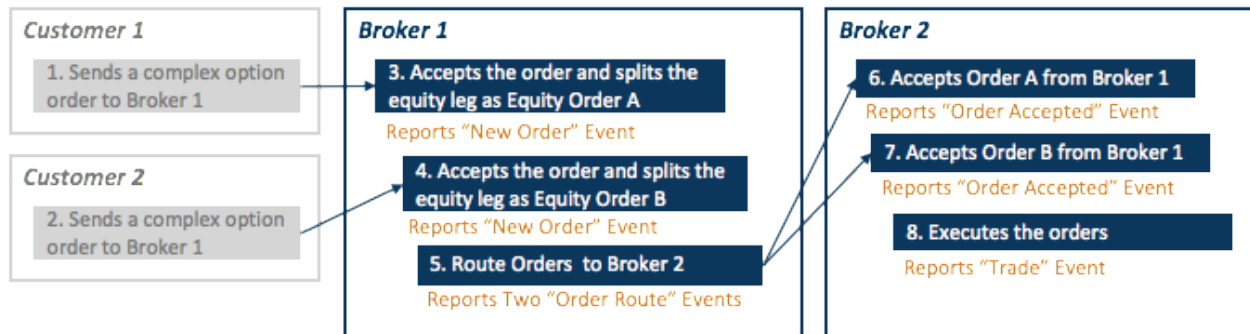 Customer 1
1. Sends a complex option
order to Broker 1
Customer 2
2. Sends a complex option
order to Broker 1
Broker 1
3. Accepts the order and splits the
equity leg as Equity Order A
Reports "New Order" Event
4. Accepts the order and splits the
equity leg as Equity Order B
Reports "New Order" Event
5. Route Orders to Broker 2
Reports Two "Order Route" Events
Broker 2
6. Accepts Order A from Broker 1
Reports "Order Accepted" Event
7. Accepts Order B from Broker 1
Reports "Order Accepted" Event
8. Executes the orders
Reports "Trade" Event